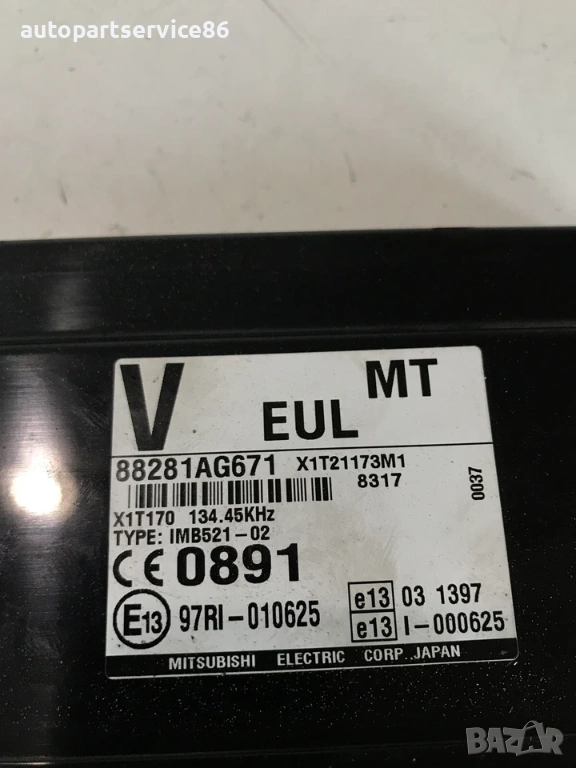 autopartservice86
V
EUL
MT
88281AG671 X1T21173M1
8317
0037
X1T170 134.45KHz
TYPE: IMB521-02
CE 0891
E13 97RI-010625
e13 03 1397
e13 I-000625
MITSUBISHI ELECTRIC CORP. JAPAN
BAZAR